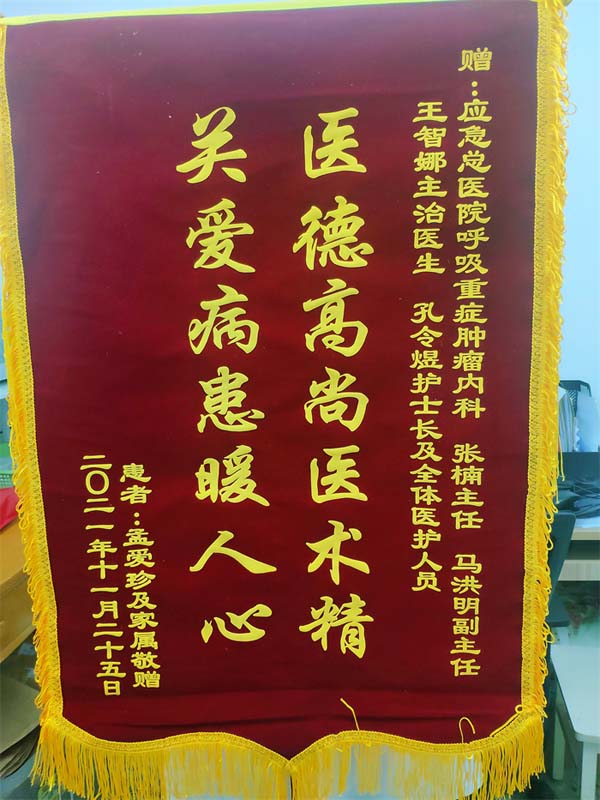 赠：应急总医院呼吸重症肿瘤内科 张楠主任 马洪明副主任
王智娜主治医生 孔令煜护士长及全体医护人员
医德高尚医术精
关爱病患暖人心
患者：孟爱珍及家属敬赠
二〇二一年十一月二十五日